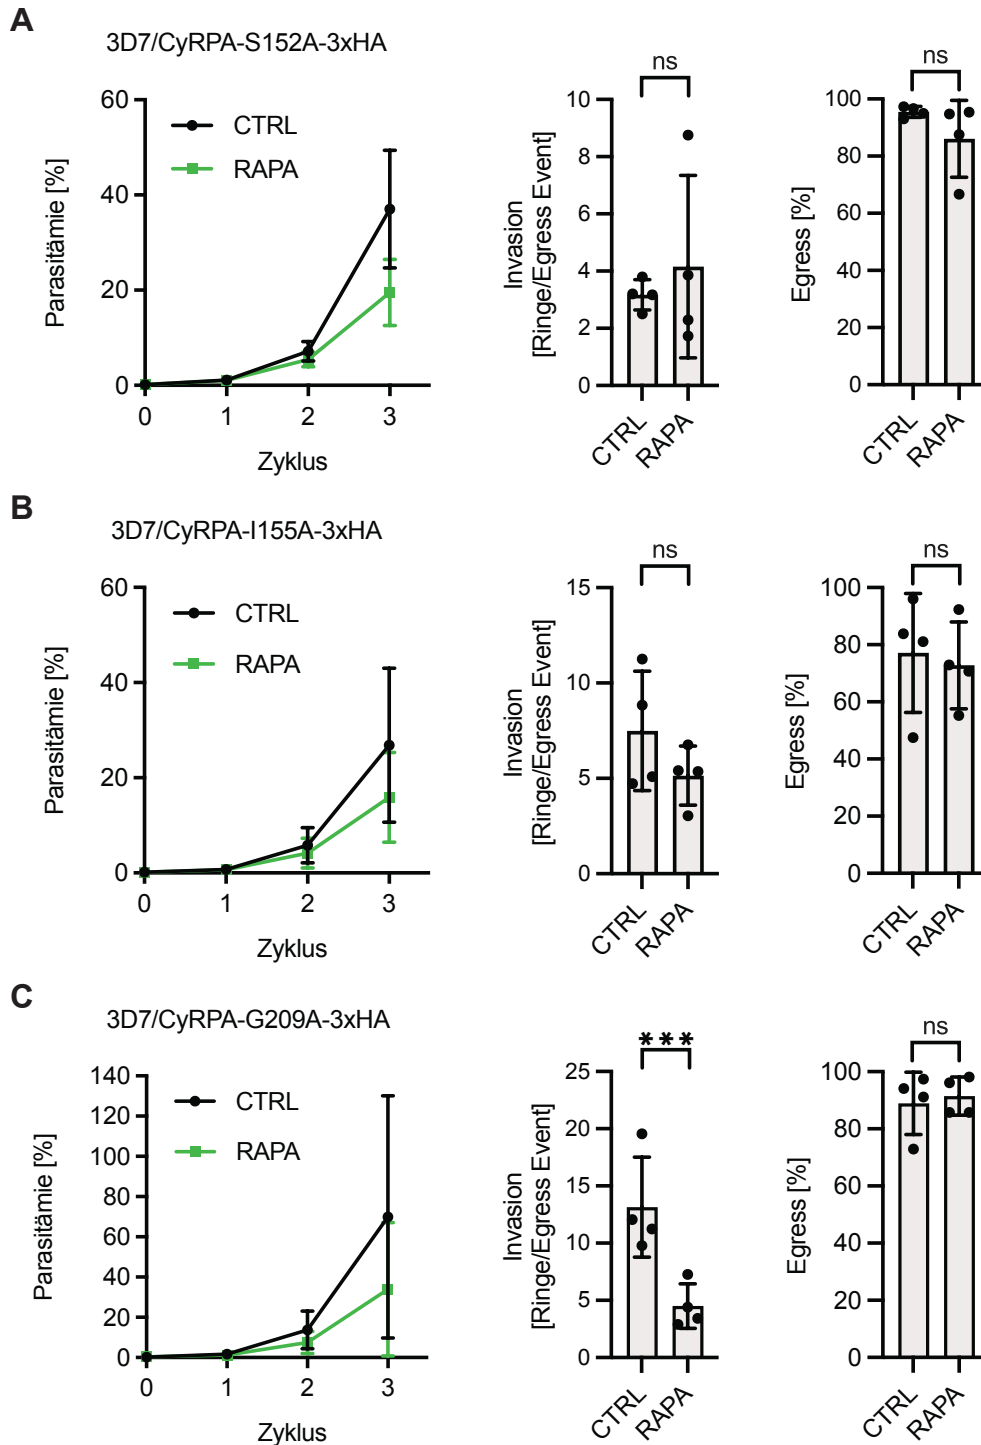 A
3D7/CyRPA-S152A-3xHA
60
40
20
0
Parasitämie [%]
CTRL
RAPA
0 1 2 3
Zyklus
ns
10
8
6
4
2
0
Invasion
[Ringe/Egress Event]
CTRL RAPA
ns
100
80
60
40
20
0
Egress [%]
CTRL RAPA
B
3D7/CyRPA-I155A-3xHA
60
40
20
0
Parasitämie [%]
CTRL
RAPA
0 1 2 3
Zyklus
ns
15
10
5
0
Invasion
[Ringe/Egress Event]
CTRL RAPA
ns
100
80
60
40
20
0
Egress [%]
CTRL RAPA
C
3D7/CyRPA-G209A-3xHA
140
120
100
80
60
40
20
0
Parasitämie [%]
CTRL
RAPA
0 1 2 3
Zyklus
***
25
20
15
10
5
0
Invasion
[Ringe/Egress Event]
CTRL RAPA
ns
100
80
60
40
20
0
Egress [%]
CTRL RAPA